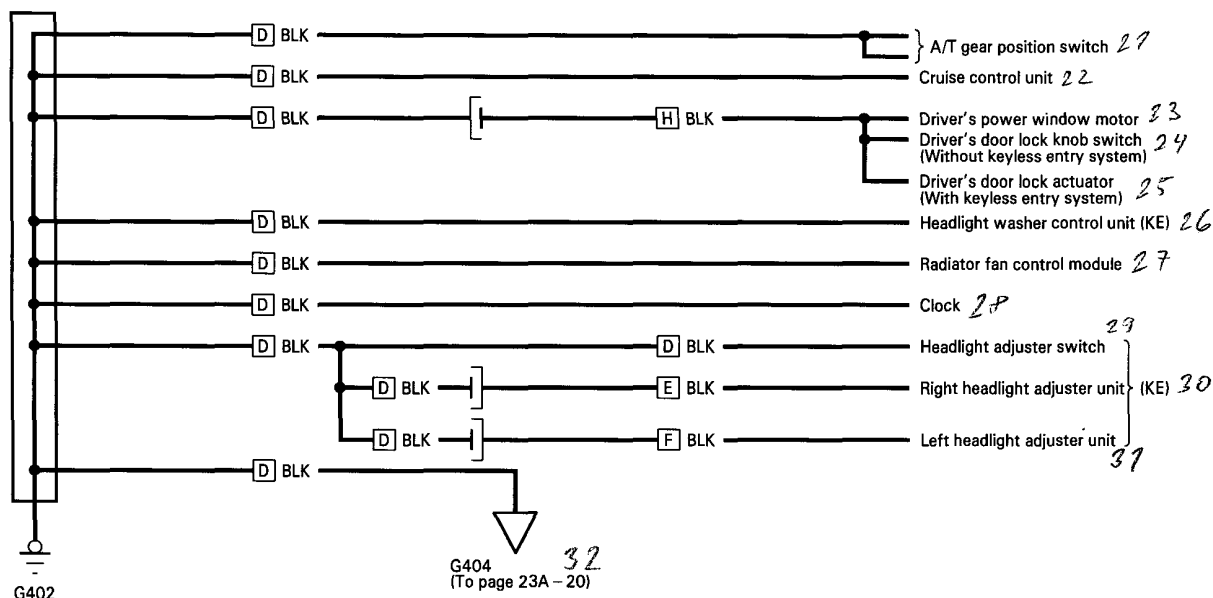 D BLK A/T gear position switch 21
D BLK Cruise control unit 22
D BLK H BLK Driver's power window motor 23
Driver's door lock knob switch 24
(Without keyless entry system)
Driver's door lock actuator 25
(With keyless entry system)
D BLK Headlight washer control unit (KE) 26
D BLK Radiator fan control module 27
D BLK Clock 28
D BLK D BLK Headlight adjuster switch 29
D BLK E BLK Right headlight adjuster unit (KE) 30
D BLK F BLK Left headlight adjuster unit 31
D BLK
G404 32
(To page 23A – 20)
G402